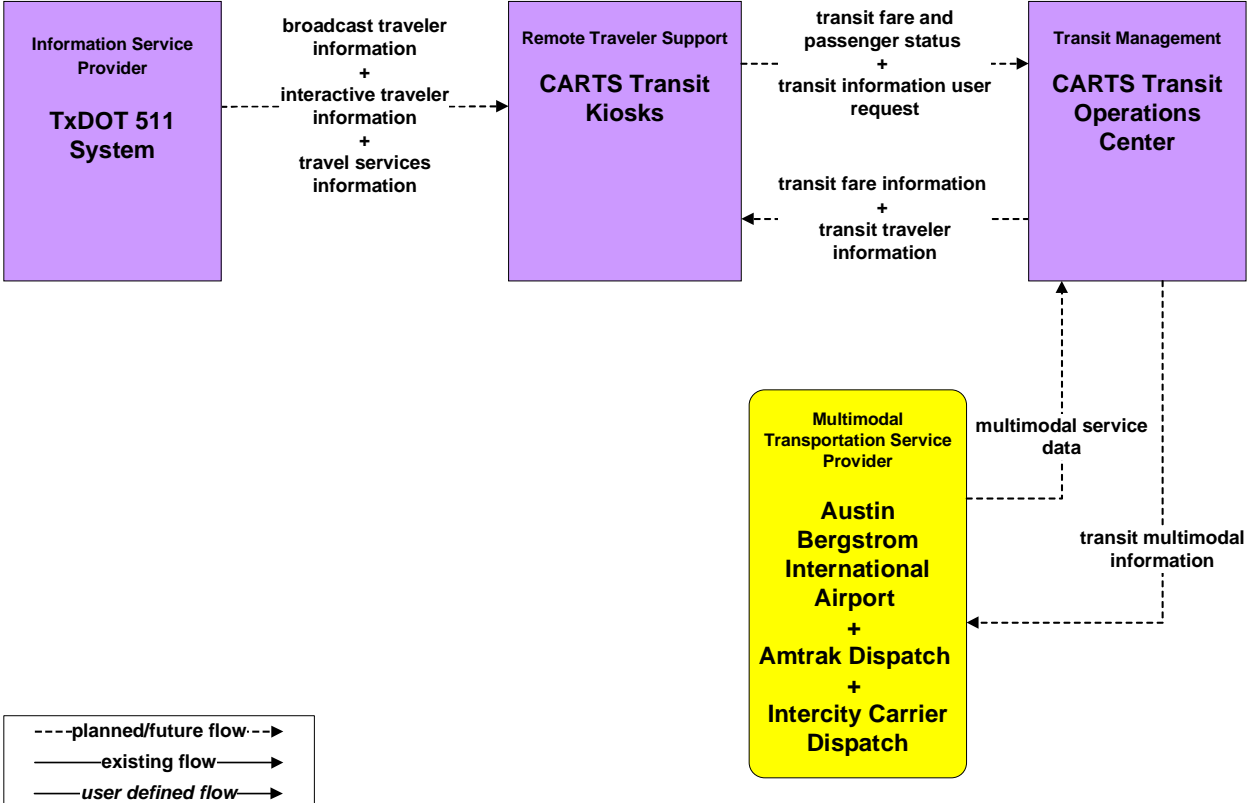 Information Service
Provider
TxDOT 511
System
broadcast traveler
information
+
interactive traveler
information
+
travel services
information
Remote Traveler Support
CARTS Transit
Kiosks
transit fare and
passenger status
+
transit information user
request
transit fare information
+
transit traveler
information
Transit Management
CARTS Transit
Operations
Center
Multimodal
Transportation Service
Provider
Austin
Bergstrom
International
Airport
+
Amtrak Dispatch
+
Intercity Carrier
Dispatch
multimodal service
data
transit multimodal
information
planned/future flow
existing flow
user defined flow